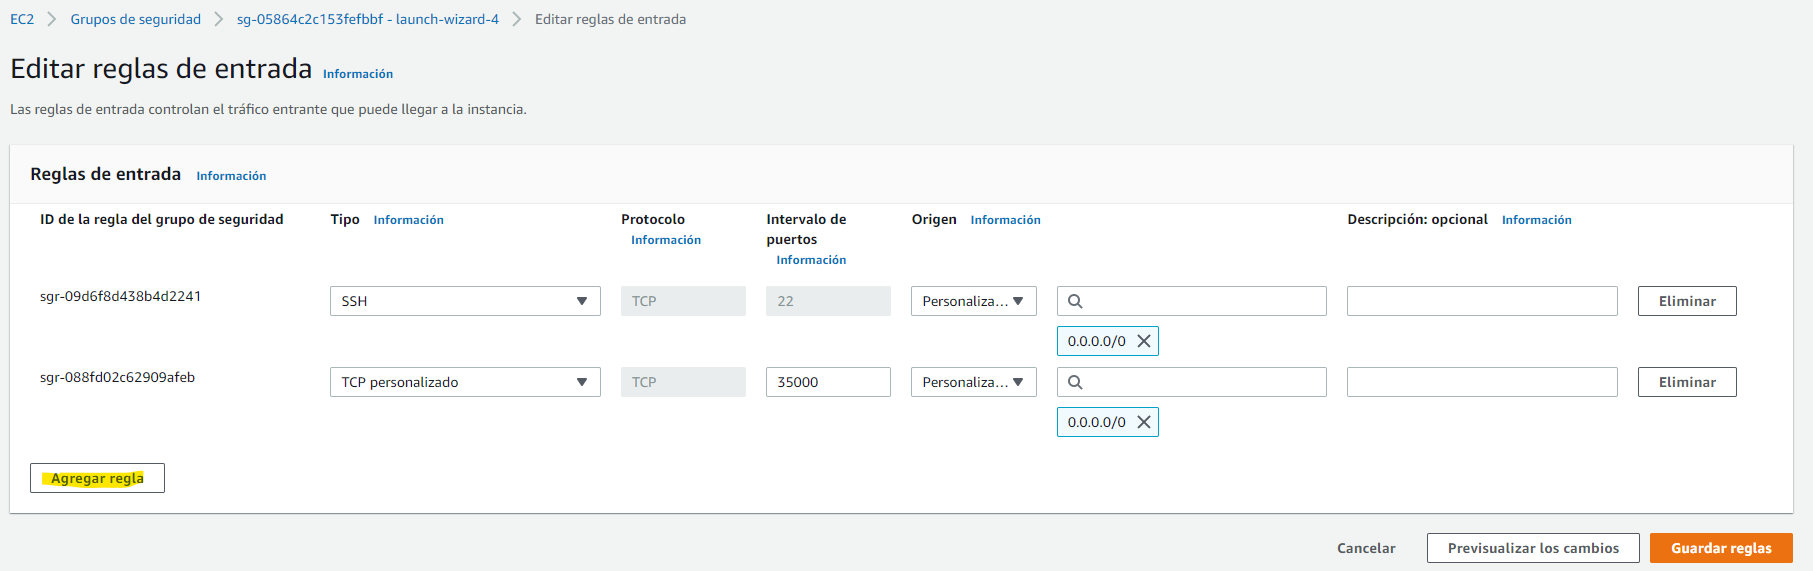 EC2 > Grupos de seguridad > sg-05864c2c153fefbbf - launch-wizard-4 > Editar reglas de entrada
Editar reglas de entrada Información
Las reglas de entrada controlan el tráfico entrante que puede llegar a la instancia.
Reglas de entrada Información
ID de la regla del grupo de seguridad Tipo Información Protocolo Información Intervalo de puertos Información Origen Información Descripción: opcional Información
sgr-09d6f8d438b4d2241 SSH TCP 22 Personaliza... Eliminar
0.0.0.0/0
sgr-088fd02c62909afeb TCP personalizado TCP 35000 Personaliza... Eliminar
0.0.0.0/0
Agregar regla
Cancelar Previsualizar los cambios Guardar reglas